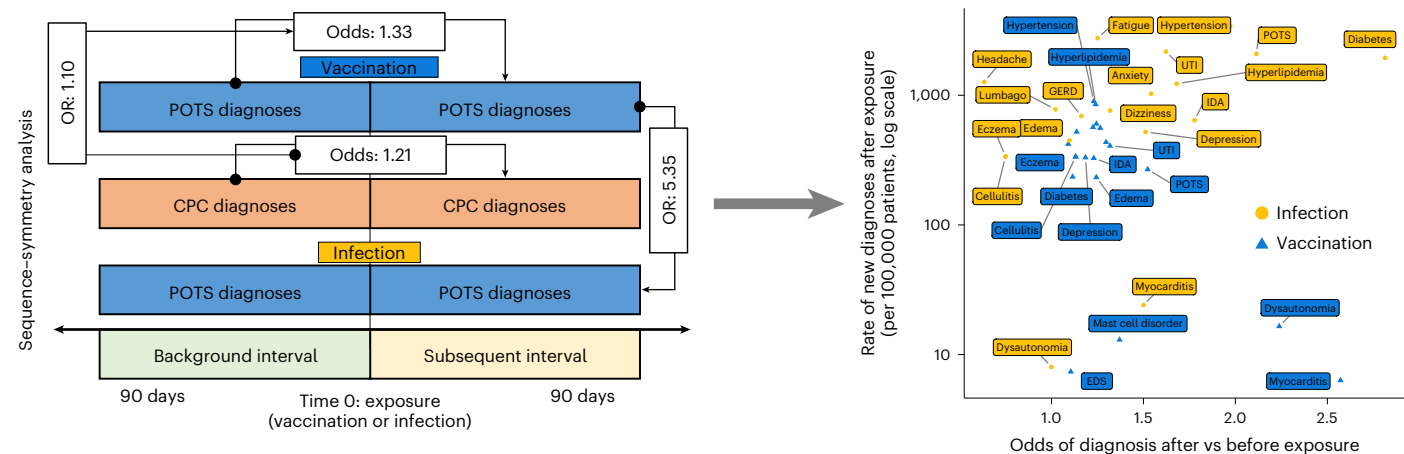 Sequence–symmetry analysis
OR: 1.10
Odds: 1.33
Vaccination
POTS diagnoses
POTS diagnoses
Odds: 1.21
CPC diagnoses
CPC diagnoses
OR: 5.35
Infection
POTS diagnoses
POTS diagnoses
Background interval
Subsequent interval
90 days
90 days
Time 0: exposure
(vaccination or infection)
Rate of new diagnoses after exposure
(per 100,000 patients, log scale)
1,000
100
10
Hypertension
Fatigue
Hypertension
POTS
Diabetes
Headache
Hyperlipidemia
UTI
Anxiety
Hyperlipidemia
Lumbago
GERD
IDA
Dizziness
Eczema
Edema
Depression
Eczema
IDA
UTI
Cellulitis
Diabetes
Edema
POTS
Cellulitis
Depression
Infection
Vaccination
Myocarditis
Mast cell disorder
Dysautonomia
Dysautonomia
EDS
Myocarditis
1.0
1.5
2.0
2.5
Odds of diagnosis after vs before exposure